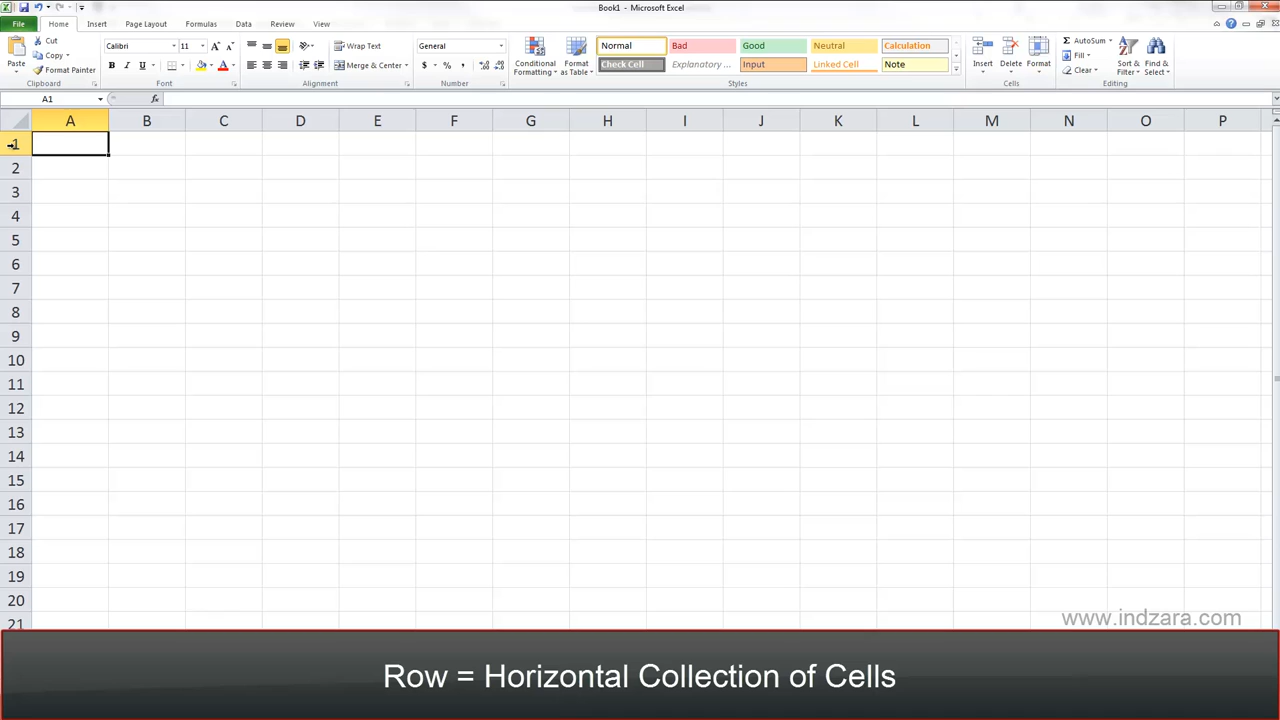 Book1 - Microsoft Excel
File Home Insert Page Layout Formulas Data Review View
Cut Calibri 11 Wrap Text General Normal Bad Good Neutral Calculation AutoSum
Copy Fill
Paste Format Painter B I U Merge & Center $ % , Conditional Formatting Format as Table Check Cell Explanatory ... Input Linked Cell Note Insert Delete Format Clear Sort & Filter Find & Select
Clipboard Font Alignment Number Styles Cells Editing
A1 fx
A B C D E F G H I J K L M N O P
1
2
3
4
5
6
7
8
9
10
11
12
13
14
15
16
17
18
19
20
21
www.indzara.com
Row = Horizontal Collection of Cells